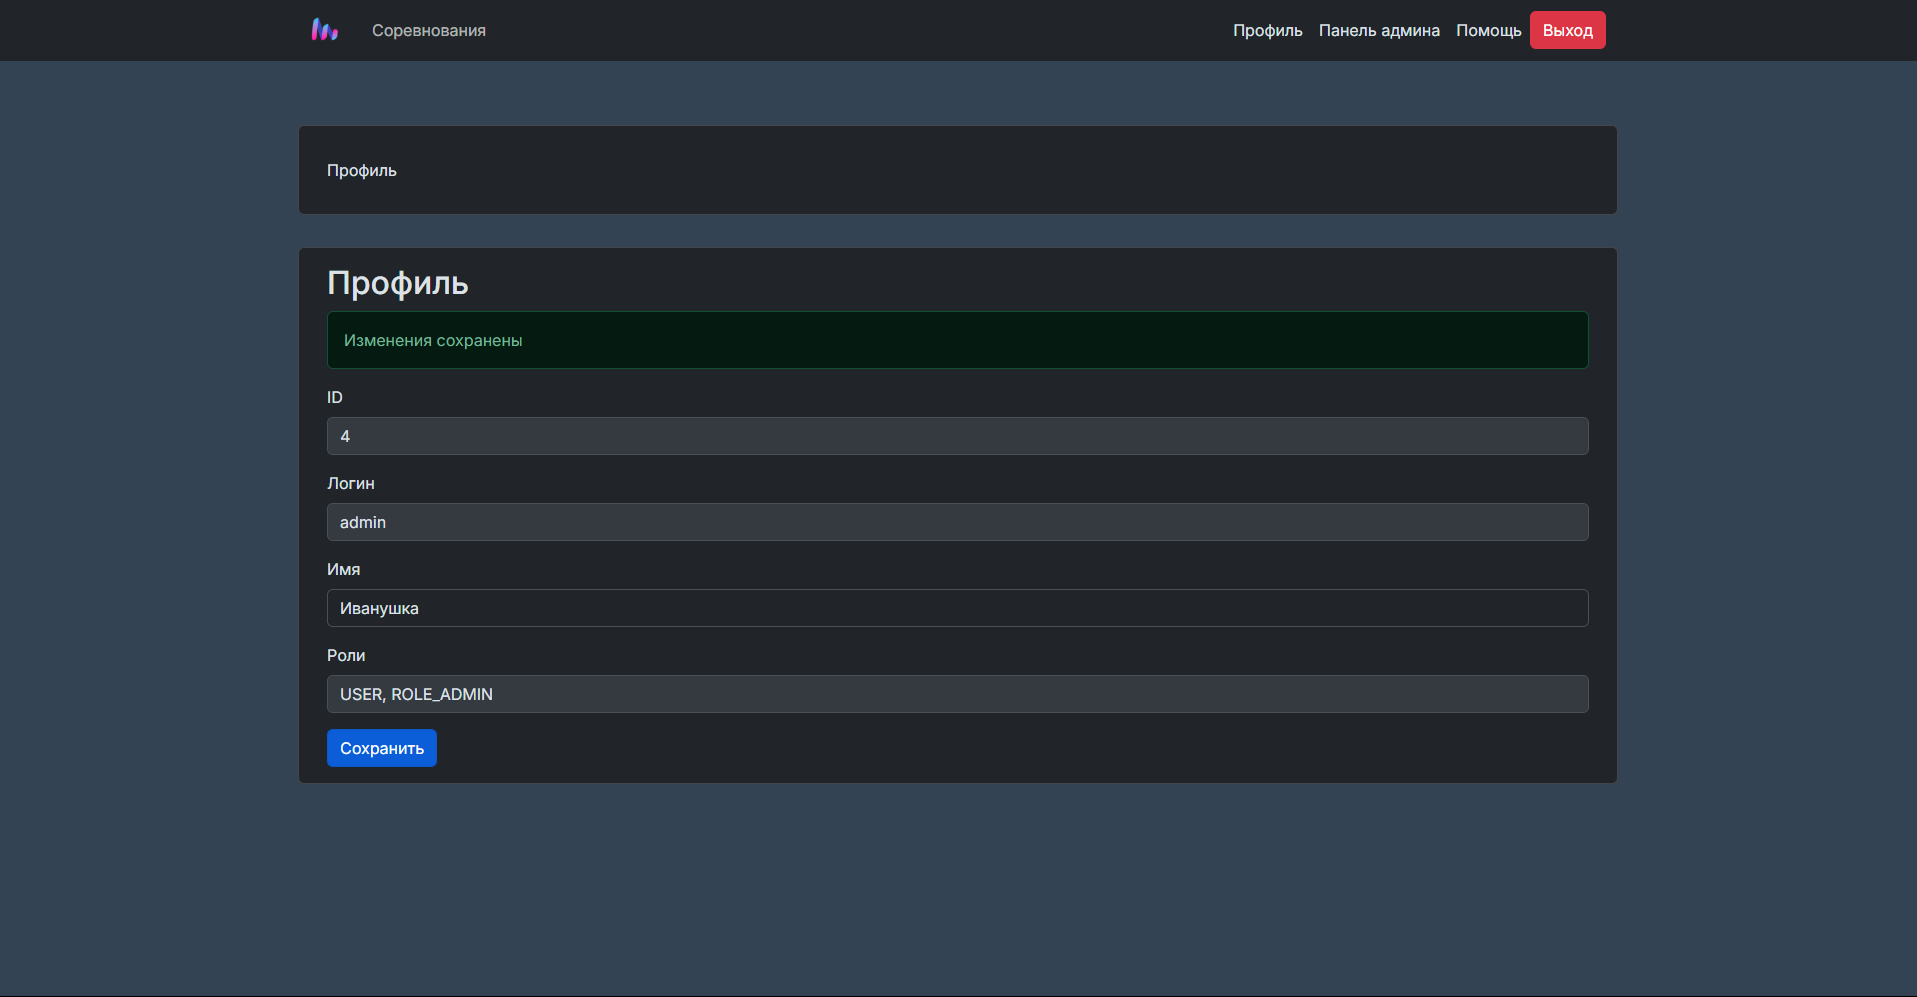 Соревнования
Профиль
Панель админа
Помощь
Выход
Профиль
Профиль
Изменения сохранены
ID
4
Логин
admin
Имя
Иванушка
Роли
USER, ROLE_ADMIN
Сохранить